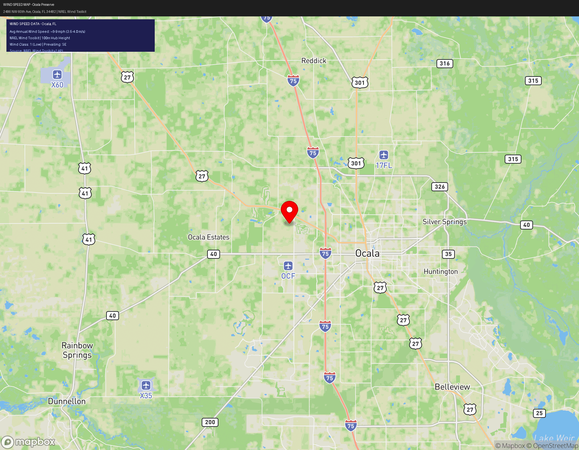 WIND SPEED MAP - Ocala Preserve
WIND SPEED DATA - Ocala, FL
Reddick
316
75
X60
27
301
315
75
301
17FL
315
41
27
326
41
Silver Springs
40
41
Ocala Estates
40
75
Ocala
35
OCF
Huntington
27
40
27
75
27
Rainbow
Springs
75
X35
Belleview
Dunnellon
27
25
200
75
Lake Weir
mapbox
© Mapbox © OpenStreetMap